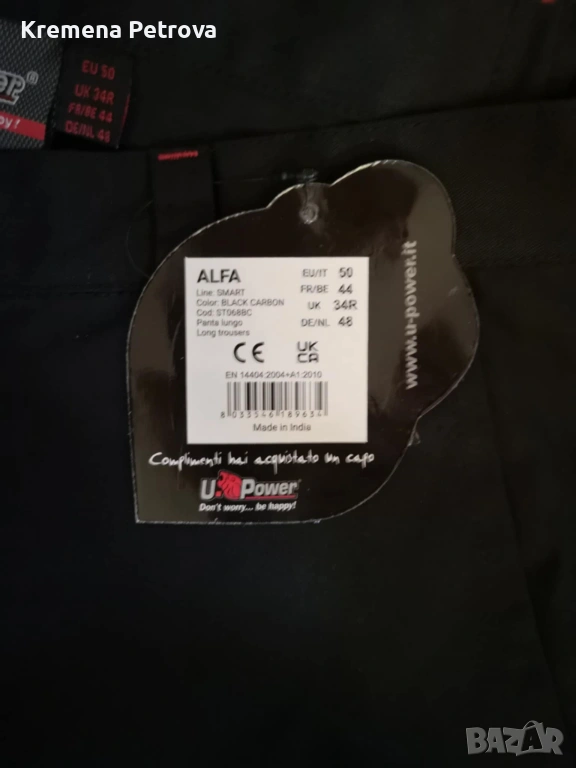 Kremena Petrova
EU 50
UK 34R
FR/BE 44
DE/NL 48
ALFA
Line: SMART
Color: BLACK CARBON
Cod: ST068BC
Panta lungo
Long trousers
EU/IT 50
FR/BE 44
UK 34R
DE/NL 48
CE
UK
CA
EN 14404:2004+A1:2010
8 033546 189634
Made in India
www.u-power.it
Complimenti hai acquistato un capo
U-Power
Don't worry... be happy!
BAZAR